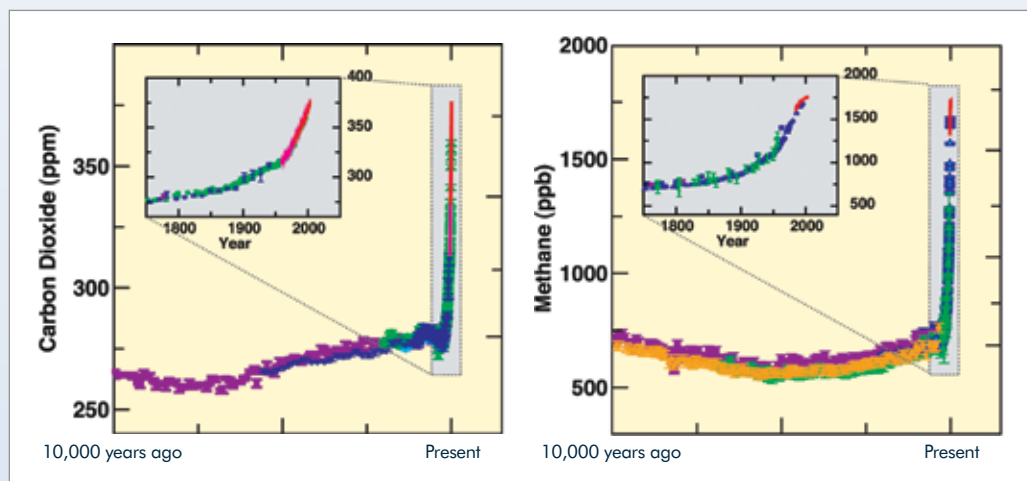 Carbon Dioxide (ppm)
350
300
250
400
350
300
1800
1900
2000
Year
10,000 years ago
Present
Methane (ppb)
2000
1500
1000
500
2000
1500
1000
500
1800
1900
2000
Year
10,000 years ago
Present